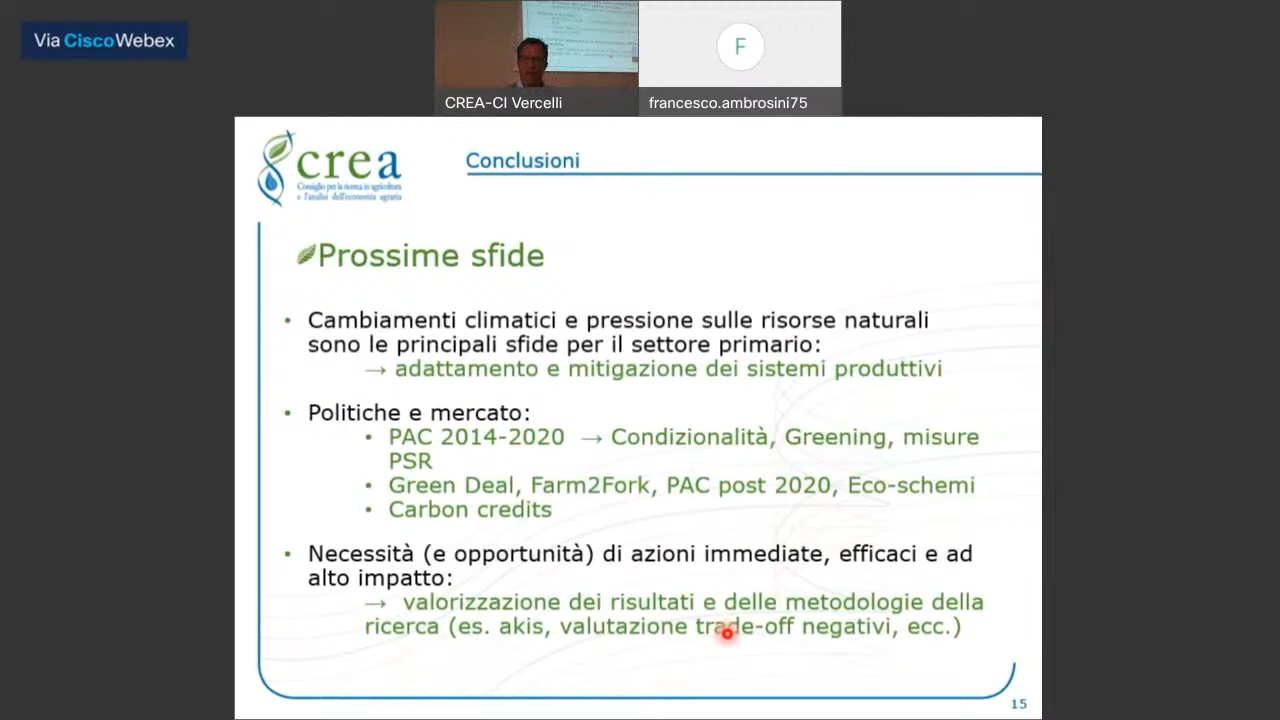 Via Cisco Webex
CREA-CI Vercelli
F
francesco.ambrosini75
crea
Consiglio per la ricerca in agricoltura
e l'analisi dell'economia agraria
Conclusioni
Prossime sfide
• Cambiamenti climatici e pressione sulle risorse naturali
sono le principali sfide per il settore primario:
→ adattamento e mitigazione dei sistemi produttivi
• Politiche e mercato:
• PAC 2014-2020 → Condizionalità, Greening, misure
PSR
• Green Deal, Farm2Fork, PAC post 2020, Eco-schemi
• Carbon credits
• Necessità (e opportunità) di azioni immediate, efficaci e ad
alto impatto:
→ valorizzazione dei risultati e delle metodologie della
ricerca (es. akis, valutazione trade-off negativi, ecc.)
15